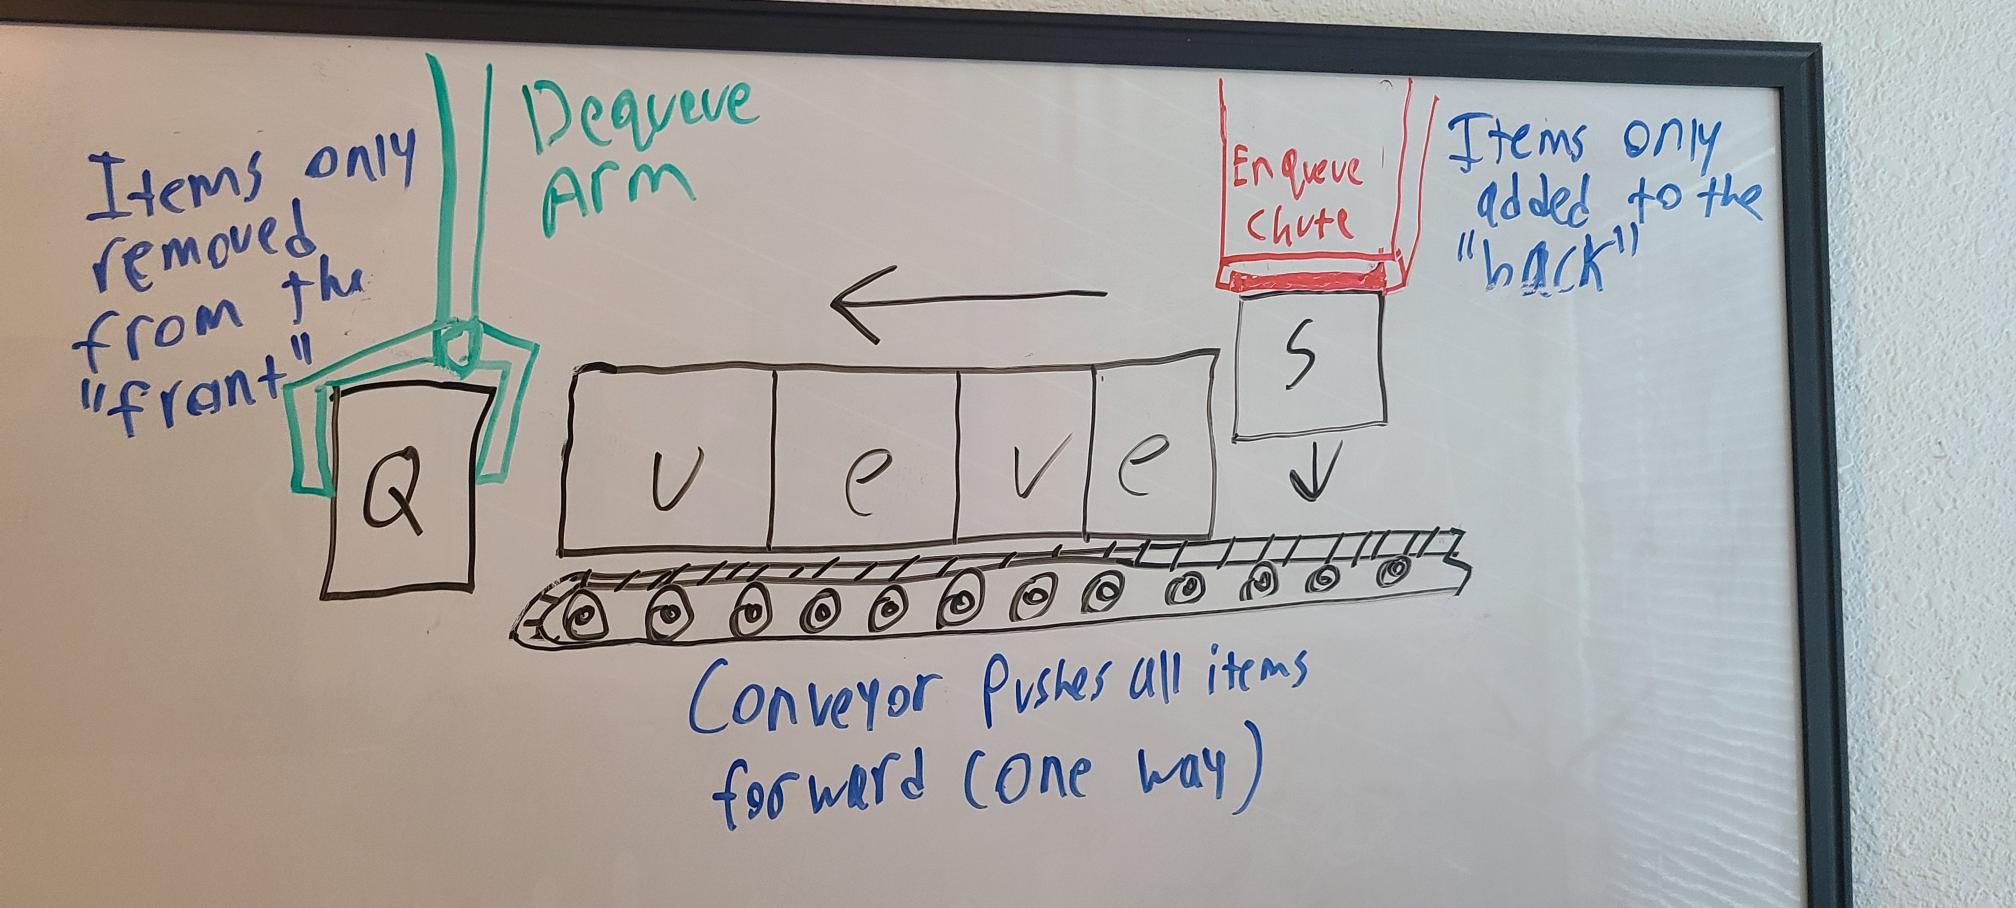 Items only
removed
from the
"front"
Dequeue
Arm
Enqueue
Chute
Items only
added to the
"back"
Q
u
e
u
e
S
Conveyor Pushes all items
forward (one way)